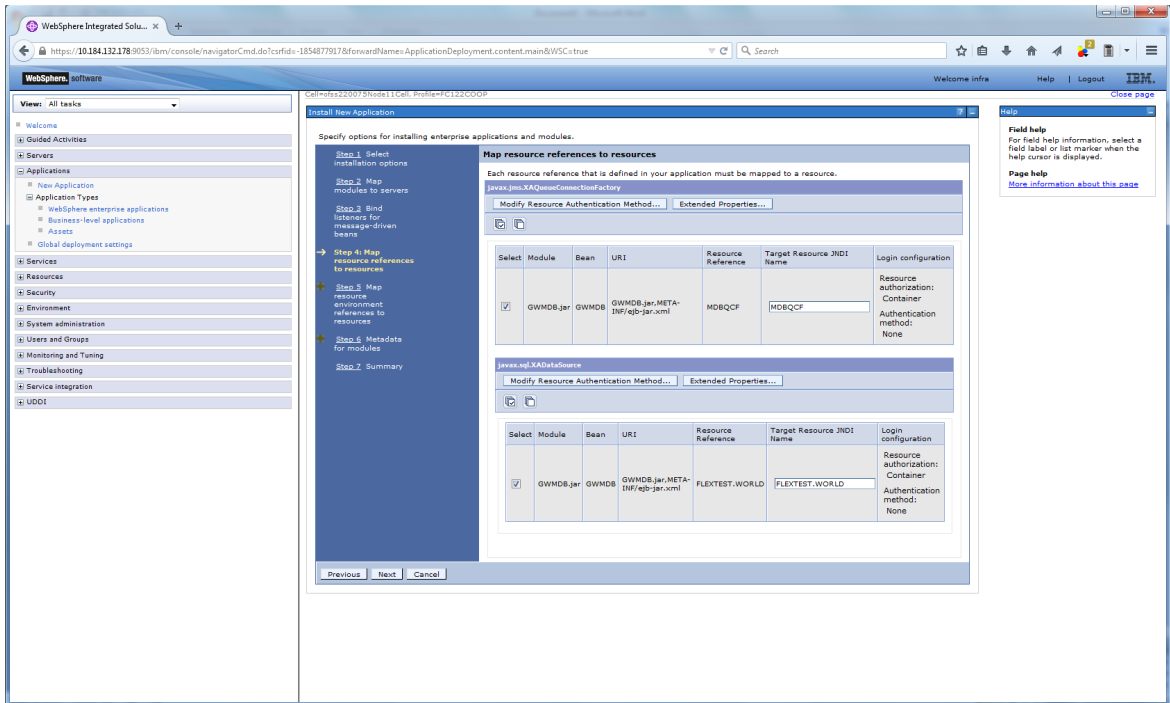 WebSphere Integrated Solu... × +
https://10.184.132.178:9053/ibm/console/navigatorCmd.do?csrfid=-1854877917&forwardName=ApplicationDeployment.content.main&WSC=true
Search
2
WebSphere. software
Welcome infra
Help | Logout
IBM.
View: All tasks
Welcome
Guided Activities
Servers
Applications
New Application
Application Types
WebSphere enterprise applications
Business-level applications
Assets
Global deployment settings
Services
Resources
Security
Environment
System administration
Users and Groups
Monitoring and Tuning
Troubleshooting
Service integration
UDDI
Cell=ofss220075Node11Cell, Profile=FC122COOP
Close page
Install New Application
? -
Specify options for installing enterprise applications and modules.
Step 1 Select
installation options
Step 2 Map
modules to servers
Step 3 Bind
listeners for
message-driven
beans
Step 4: Map
resource references
to resources
Step 5 Map
resource
environment
references to
resources
Step 6 Metadata
for modules
Step 7 Summary
Map resource references to resources
Each resource reference that is defined in your application must be mapped to a resource.
javax.jms.XAQueueConnectionFactory
Modify Resource Authentication Method... Extended Properties...
Select Module Bean URI Resource Reference Target Resource JNDI Name Login configuration
GWMDB.jar GWMDB GWMDB.jar,META-INF/ejb-jar.xml MDBQCF MDBQCF
Resource
authorization:
Container
Authentication
method:
None
javax.sql.XADataSource
Modify Resource Authentication Method... Extended Properties...
Select Module Bean URI Resource Reference Target Resource JNDI Name Login configuration
GWMDB.jar GWMDB GWMDB.jar,META-INF/ejb-jar.xml FLEXTEST.WORLD FLEXTEST.WORLD
Resource
authorization:
Container
Authentication
method:
None
Previous Next Cancel
Help
Field help
For field help information, select a
field label or list marker when the
help cursor is displayed.
Page help
More information about this page